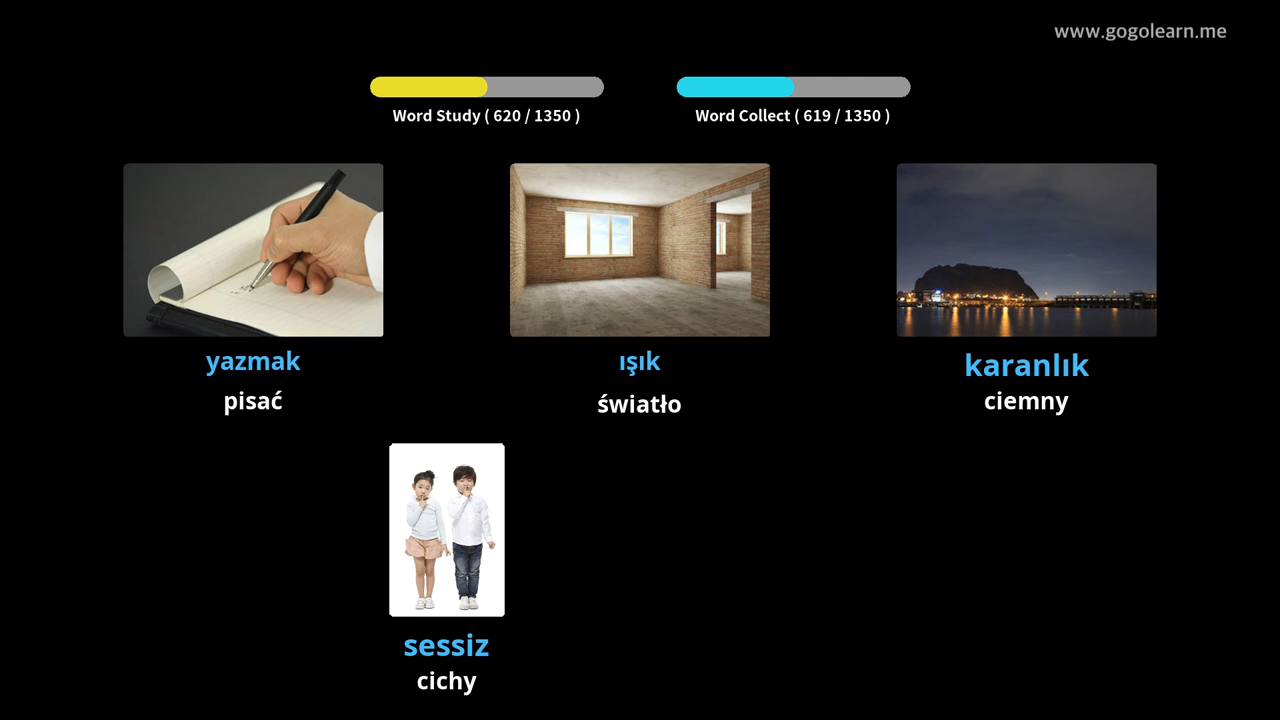 www.gogolearn.me
Word Study ( 620 / 1350 )
Word Collect ( 619 / 1350 )
yazmak
pisać
ışık
światło
karanlık
ciemny
sessiz
cichy